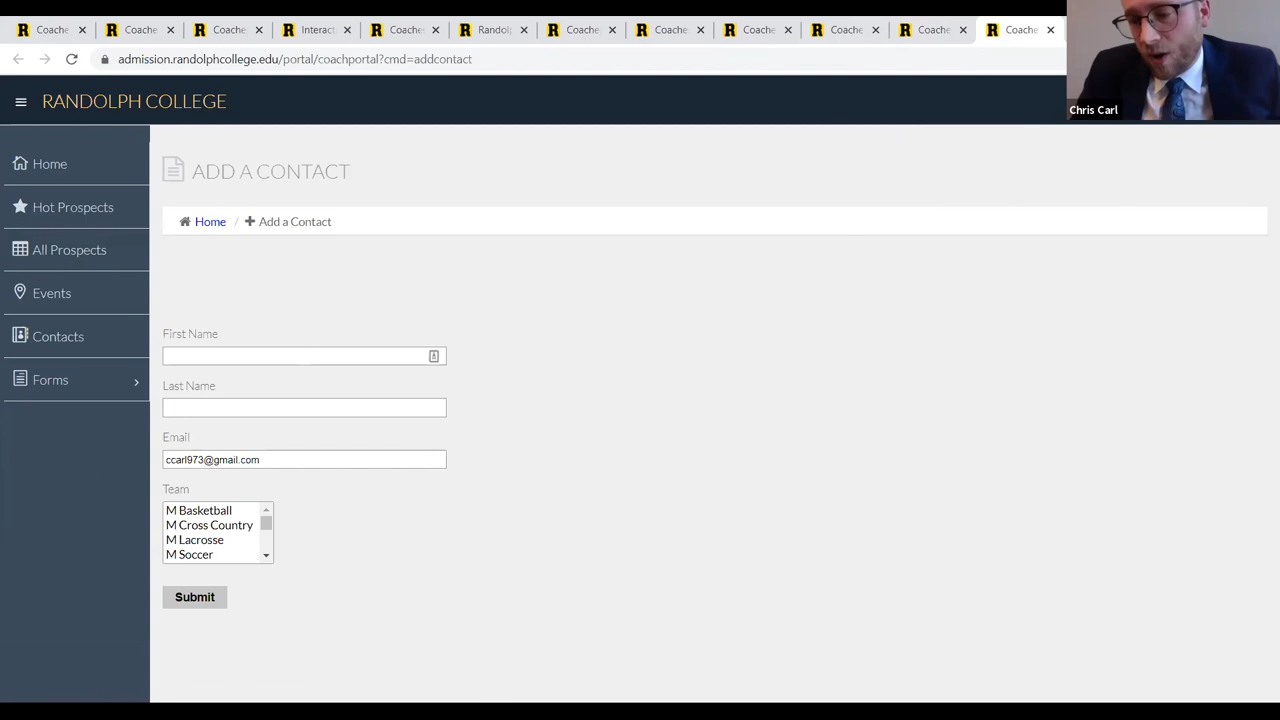 Coache Coache Coache Interact Coache Randol Coache Coache Coache Coache Coache Coache
admission.randolphcollege.edu/portal/coachportal?cmd=addcontact
Chris Carl
RANDOLPH COLLEGE
Home
Hot Prospects
All Prospects
Events
Contacts
Forms
ADD A CONTACT
Home / Add a Contact
First Name
Last Name
Email
ccarl973@gmail.com
Team
M Basketball
M Cross Country
M Lacrosse
M Soccer
Submit